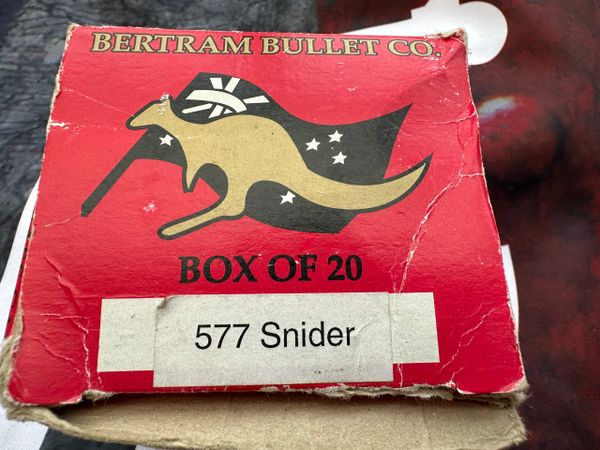 BERTRAM BULLET CO.
BOX OF 20
577 Snider